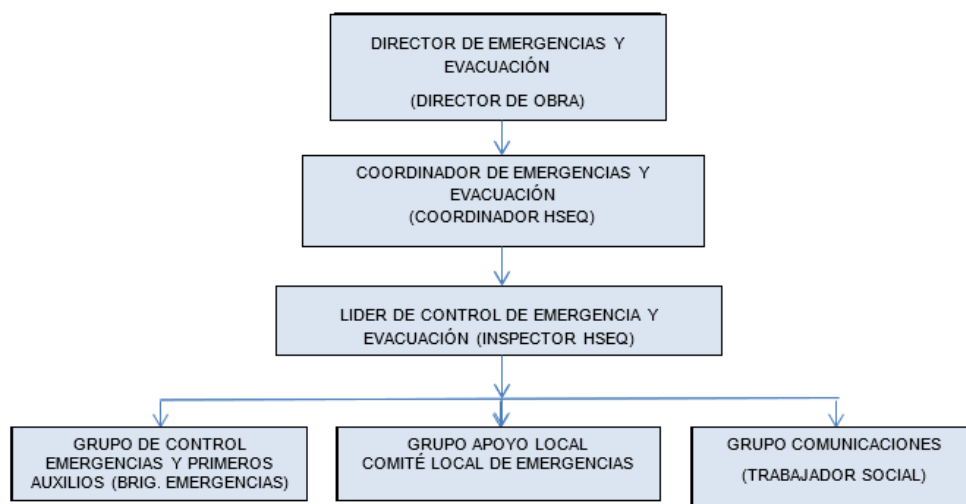 DIRECTOR DE EMERGENCIAS Y
EVACUACIÓN
(DIRECTOR DE OBRA)
COORDINADOR DE EMERGENCIAS Y
EVACUACIÓN
(COORDINADOR HSEQ)
LIDER DE CONTROL DE EMERGENCIA Y
EVACUACIÓN (INSPECTOR HSEQ)
GRUPO DE CONTROL
EMERGENCIAS Y PRIMEROS
AUXILIOS (BRIG. EMERGENCIAS)
GRUPO APOYO LOCAL
COMITÉ LOCAL DE EMERGENCIAS
GRUPO COMUNICACIONES
(TRABAJADOR SOCIAL)